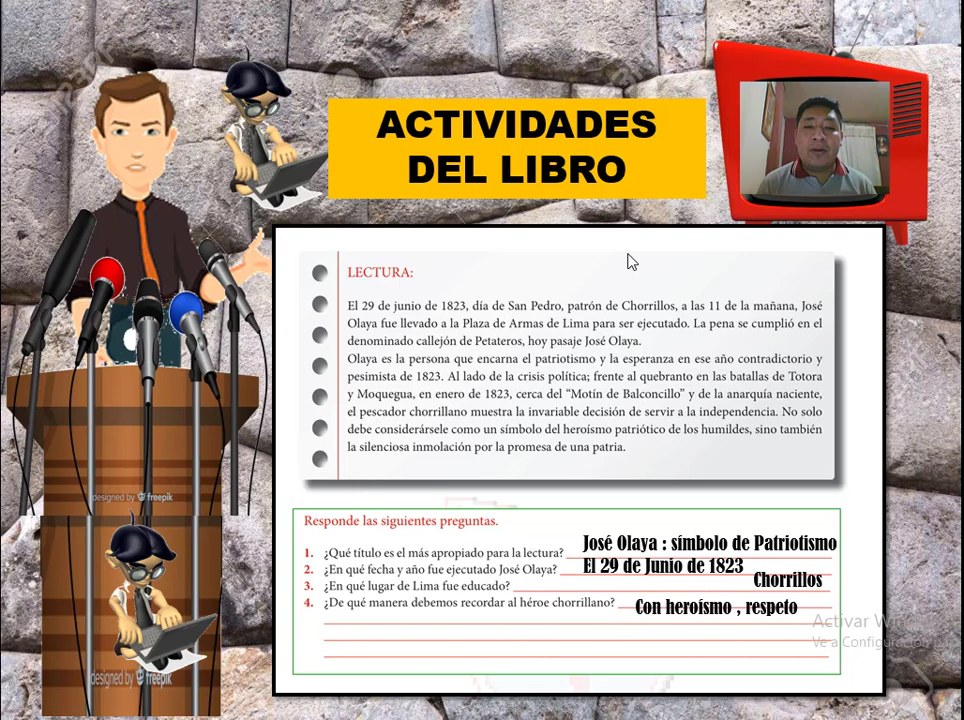 ACTIVIDADES
DEL LIBRO
LECTURA:
El 29 de junio de 1823, día de San Pedro, patrón de Chorrillos, a las 11 de la mañana, José
Olaya fue llevado a la Plaza de Armas de Lima para ser ejecutado. La pena se cumplió en el
denominado callejón de Petateros, hoy pasaje José Olaya.
Olaya es la persona que encarna el patriotismo y la esperanza en ese año contradictorio y
pesimista de 1823. Al lado de la crisis política; frente al quebranto en las batallas de Totora
y Moquegua, en enero de 1823, cerca del “Motín de Balconcillo” y de la anarquía naciente,
el pescador chorrillano muestra la invariable decisión de servir a la independencia. No solo
debe considerársele como un símbolo del heroísmo patriótico de los humildes, sino también
la silenciosa inmolación por la promesa de una patria.
designed by freepik
Responde las siguientes preguntas.
1. ¿Qué título es el más apropiado para la lectura? José Olaya : símbolo de Patriotismo
2. ¿En qué fecha y año fue ejecutado José Olaya? El 29 de Junio de 1823
3. ¿En qué lugar de Lima fue educado? Chorrillos
4. ¿De qué manera debemos recordar al héroe chorrillano? Con heroísmo , respeto
Activar
Ve a Configuración
designed by freepik